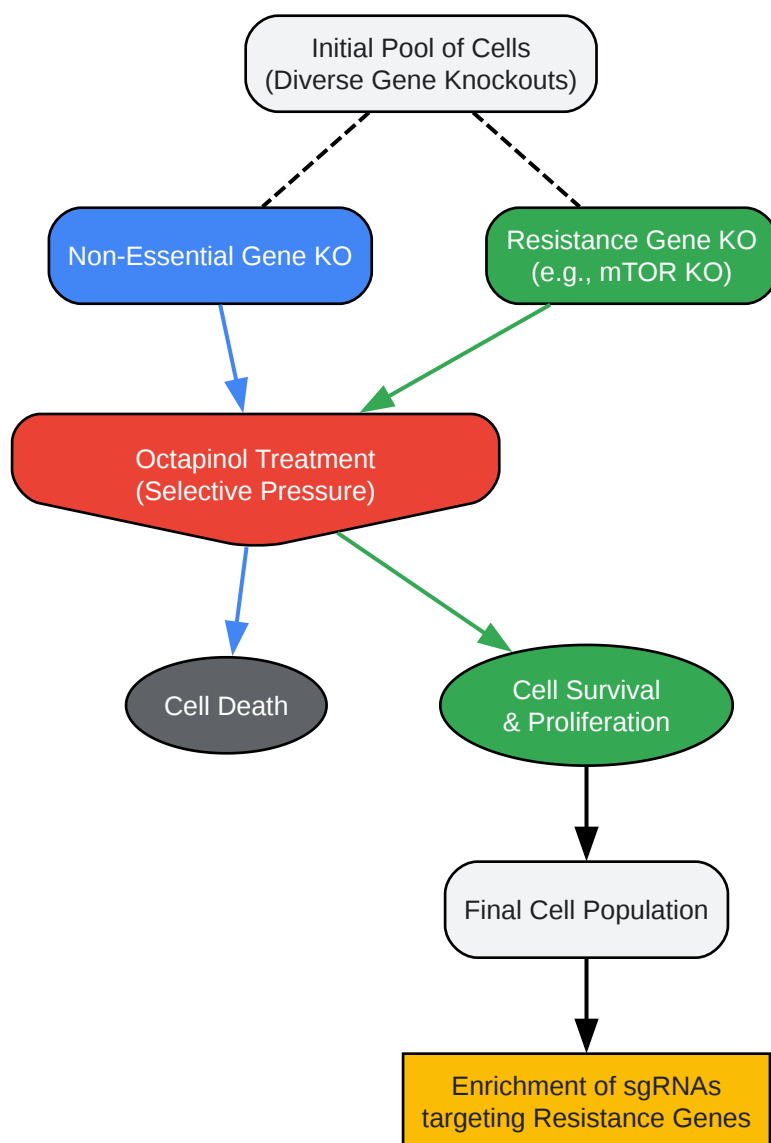 Initial Pool of Cells
(Diverse Gene Knockouts)
Non-Essential Gene KO
Resistance Gene KO
(e.g., mTOR KO)
Octapinol Treatment
(Selective Pressure)
Cell Death
Cell Survival
& Proliferation
Final Cell Population
Enrichment of sgRNAs
targeting Resistance Genes